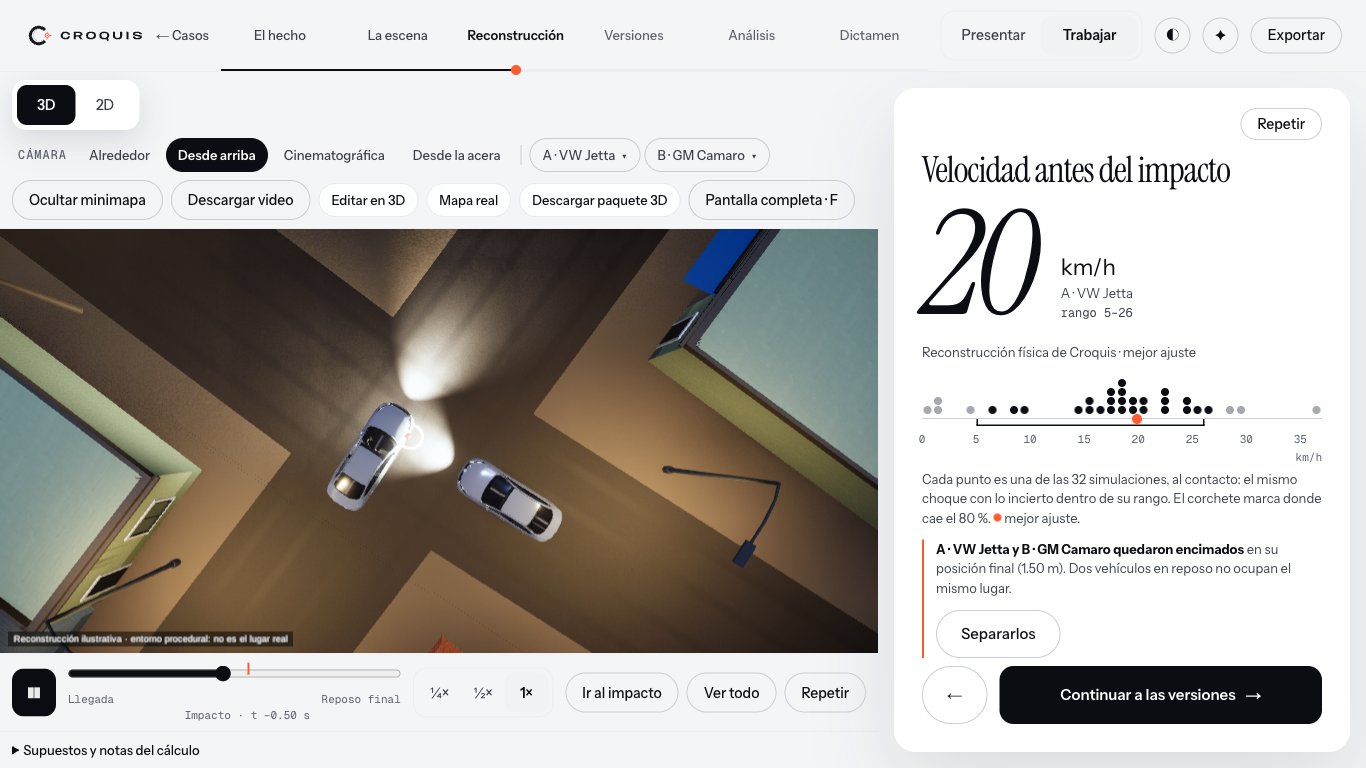 CROQUIS
← Casos
El hecho
La escena
Reconstrucción
Versiones
Análisis
Dictamen
Presentar
Trabajar
Exportar
3D
2D
CÁMARA
Alrededor
Desde arriba
Cinematográfica
Desde la acera
A · VW Jetta
B · GM Camaro
Ocultar minimapa
Descargar video
Editar en 3D
Mapa real
Descargar paquete 3D
Pantalla completa · F
Reconstrucción ilustrativa - entorno procedural: no es el lugar real
Llegada
Reposo final
Impacto · t −0.50 s
¼×
½×
1×
Ir al impacto
Ver todo
Repetir
Supuestos y notas del cálculo
Repetir
Velocidad antes del impacto
20
km/h
A · VW Jetta
rango 5–26
Reconstrucción física de Croquis · mejor ajuste
0 5 10 15 20 25 30 35
km/h
Cada punto es una de las 32 simulaciones, al contacto: el mismo
choque con lo incierto dentro de su rango. El corchete marca donde
cae el 80 %. mejor ajuste.
A · VW Jetta y B · GM Camaro quedaron encimados en su
posición final (1.50 m). Dos vehículos en reposo no ocupan el
mismo lugar.
Separarlos
←
Continuar a las versiones →